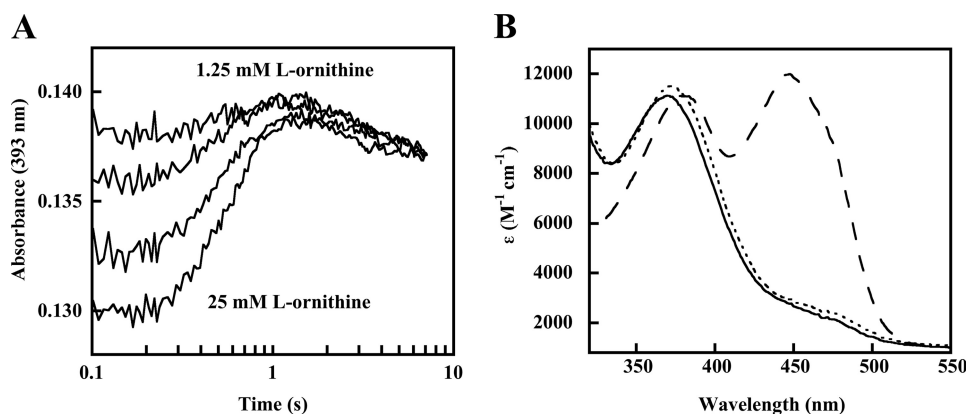 A
Absorbance (393 nm)
0.140
0.135
0.130
1.25 mM L-ornithine
25 mM L-ornithine
0.1
1
10
Time (s)
B
ε (M⁻¹ cm⁻¹)
12000
10000
8000
6000
4000
2000
350
400
450
500
550
Wavelength (nm)